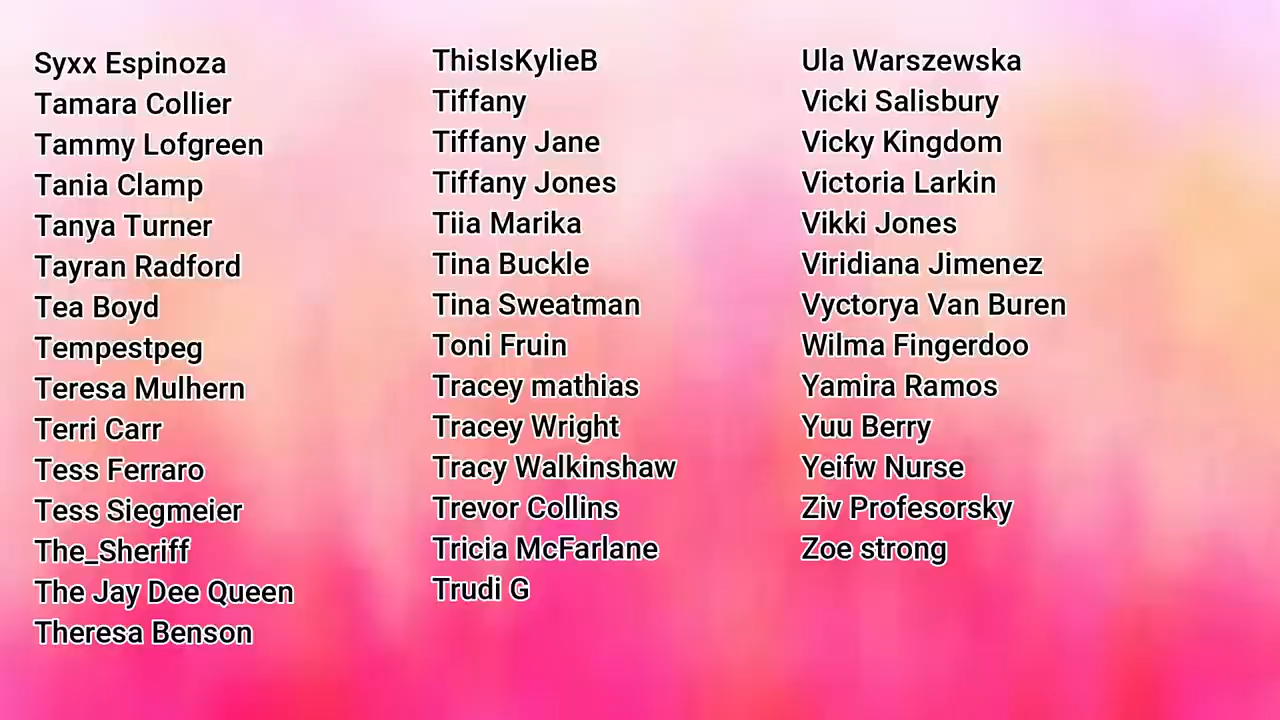 Syxx Espinoza
Tamara Collier
Tammy Lofgreen
Tania Clamp
Tanya Turner
Tayran Radford
Tea Boyd
Tempestpeg
Teresa Mulhern
Terri Carr
Tess Ferraro
Tess Siegmeier
The_Sheriff
The Jay Dee Queen
Theresa Benson
ThisIsKylieB
Tiffany
Tiffany Jane
Tiffany Jones
Tiia Marika
Tina Buckle
Tina Sweatman
Toni Fruin
Tracey mathias
Tracey Wright
Tracy Walkinshaw
Trevor Collins
Tricia McFarlane
Trudi G
Ula Warszewska
Vicki Salisbury
Vicky Kingdom
Victoria Larkin
Vikki Jones
Viridiana Jimenez
Vyctorya Van Buren
Wilma Fingerdoo
Yamira Ramos
Yuu Berry
Yeifw Nurse
Ziv Profesorsky
Zoe strong